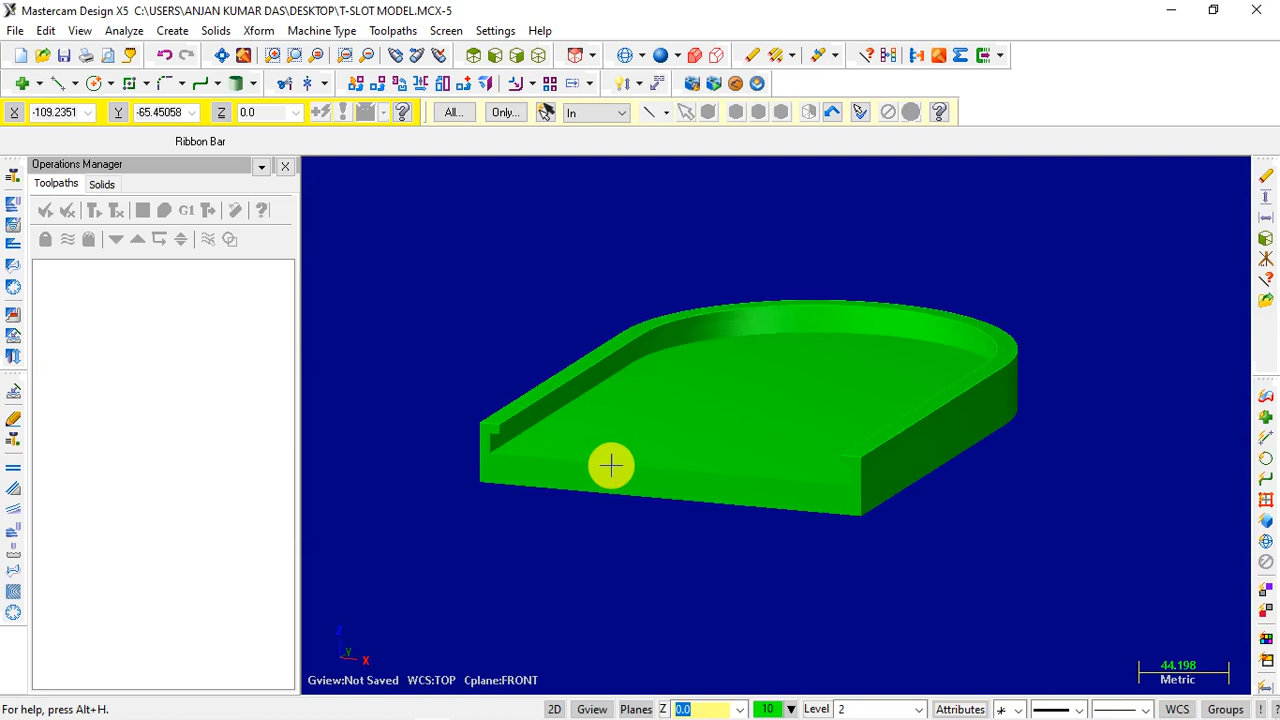 Mastercam Design X5 C:\USERS\ANJAN KUMAR DAS\DESKTOP\T-SLOT MODEL.MCX-5
File Edit View Analyze Create Solids Xform Machine Type Toolpaths Screen Settings Help
X -109.2351 Y -65.45058 Z 0.0 All... Only... In
Ribbon Bar
Operations Manager
Toolpaths Solids
G1
Z
Y X
44.198
Metric
Gview:Not Saved WCS:TOP Cplane:FRONT
For help, press Alt+H. 2D Gview Planes Z 0.0 10 Level 2 Attributes WCS Groups ! ?